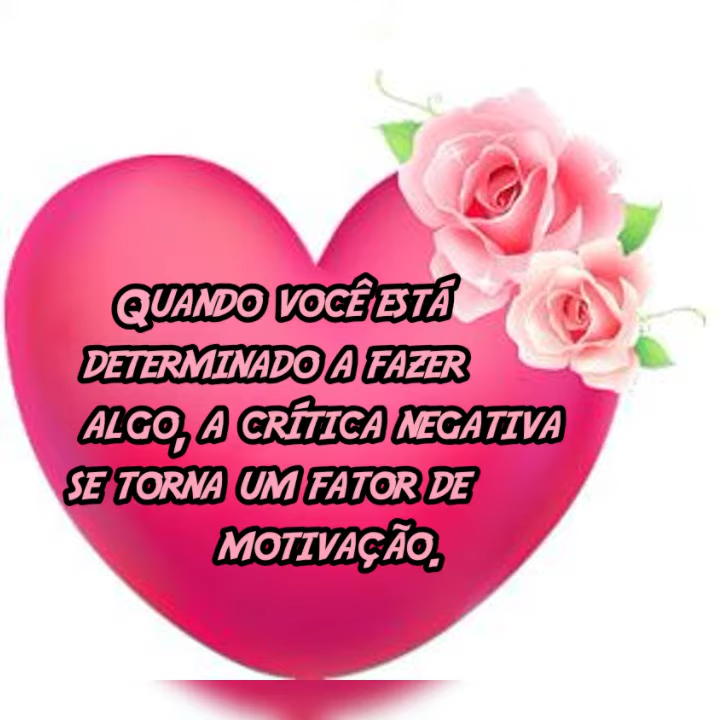 Quando você está
determinado a fazer
algo, a crítica negativa
se torna um fator de
motivação.